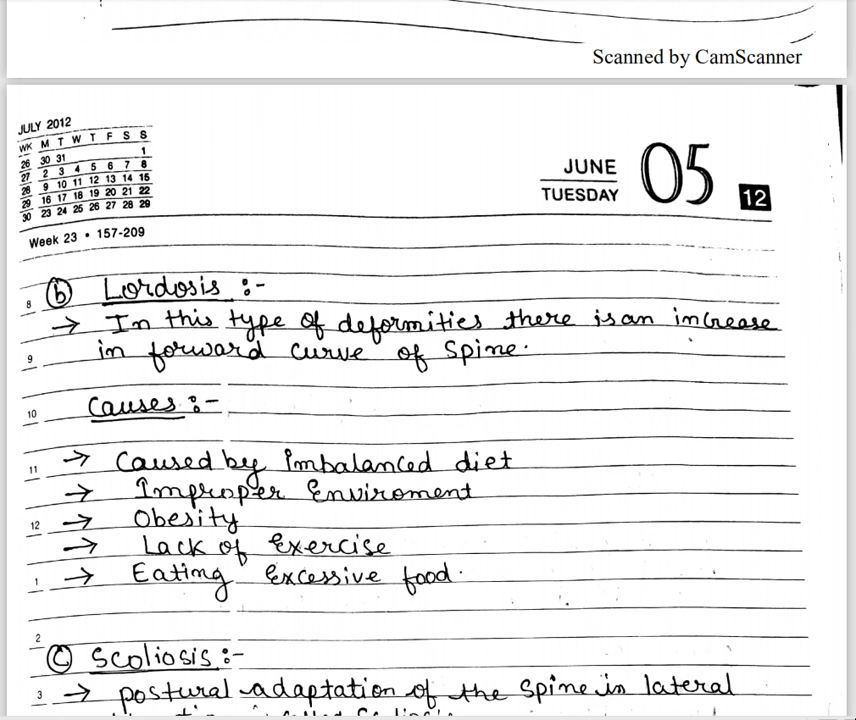 Scanned by CamScanner
JULY 2012
WK M T W T F S S
26 30 31 1
27 2 3 4 5 6 7 8
28 9 10 11 12 13 14 15
29 16 17 18 19 20 21 22
30 23 24 25 26 27 28 29
Week 23 • 157-209
JUNE
TUESDAY
05
12
8 (b) Lordosis :-
→ In this type of deformities there is an increase
9 in forward curve of Spine.
10 Causes :-
11 → Caused by Imbalanced diet
→ Improper Enviroment
12 → Obesity
→ Lack of Exercise
1 → Eating Excessive food.
2
(c) Scoliosis :-
3 → postural adaptation of the Spine in lateral